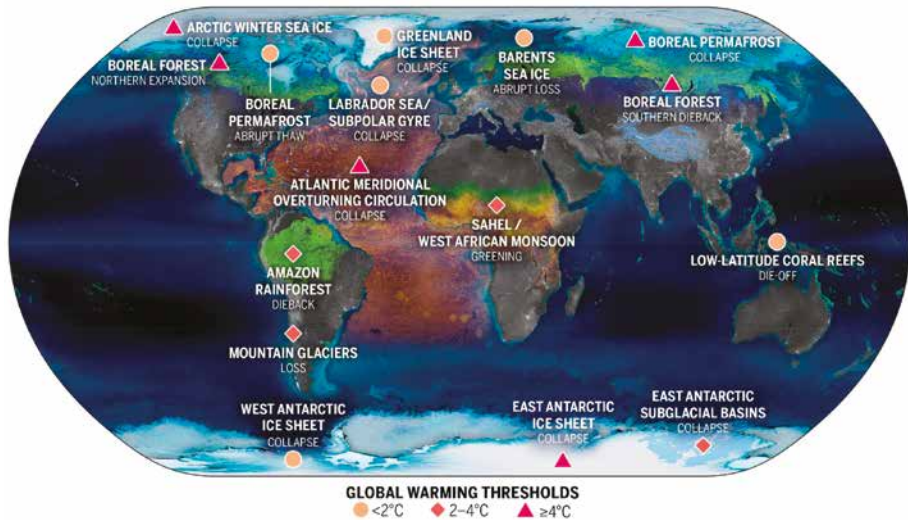 ARCTIC WINTER SEA ICE
COLLAPSE
GREENLAND
ICE SHEET
COLLAPSE
BARENTS
SEA ICE
ABRUPT LOSS
BOREAL PERMAFROST
COLLAPSE
BOREAL FOREST
NORTHERN EXPANSION
BOREAL
PERMAFROST
ABRUPT THAW
LABRADOR SEA/
SUBPOLAR GYRE
COLLAPSE
BOREAL FOREST
SOUTHERN DIEBACK
ATLANTIC MERIDIONAL
OVERTURNING CIRCULATION
COLLAPSE
SAHEL /
WEST AFRICAN MONSOON
GREENING
LOW-LATITUDE CORAL REEFS
DIE-OFF
AMAZON
RAINFOREST
DIEBACK
MOUNTAIN GLACIERS
LOSS
WEST ANTARCTIC
ICE SHEET
COLLAPSE
EAST ANTARCTIC
ICE SHEET
COLLAPSE
EAST ANTARCTIC
SUBGLACIAL BASINS
COLLAPSE
GLOBAL WARMING THRESHOLDS
<2°C 2–4°C ≥4°C